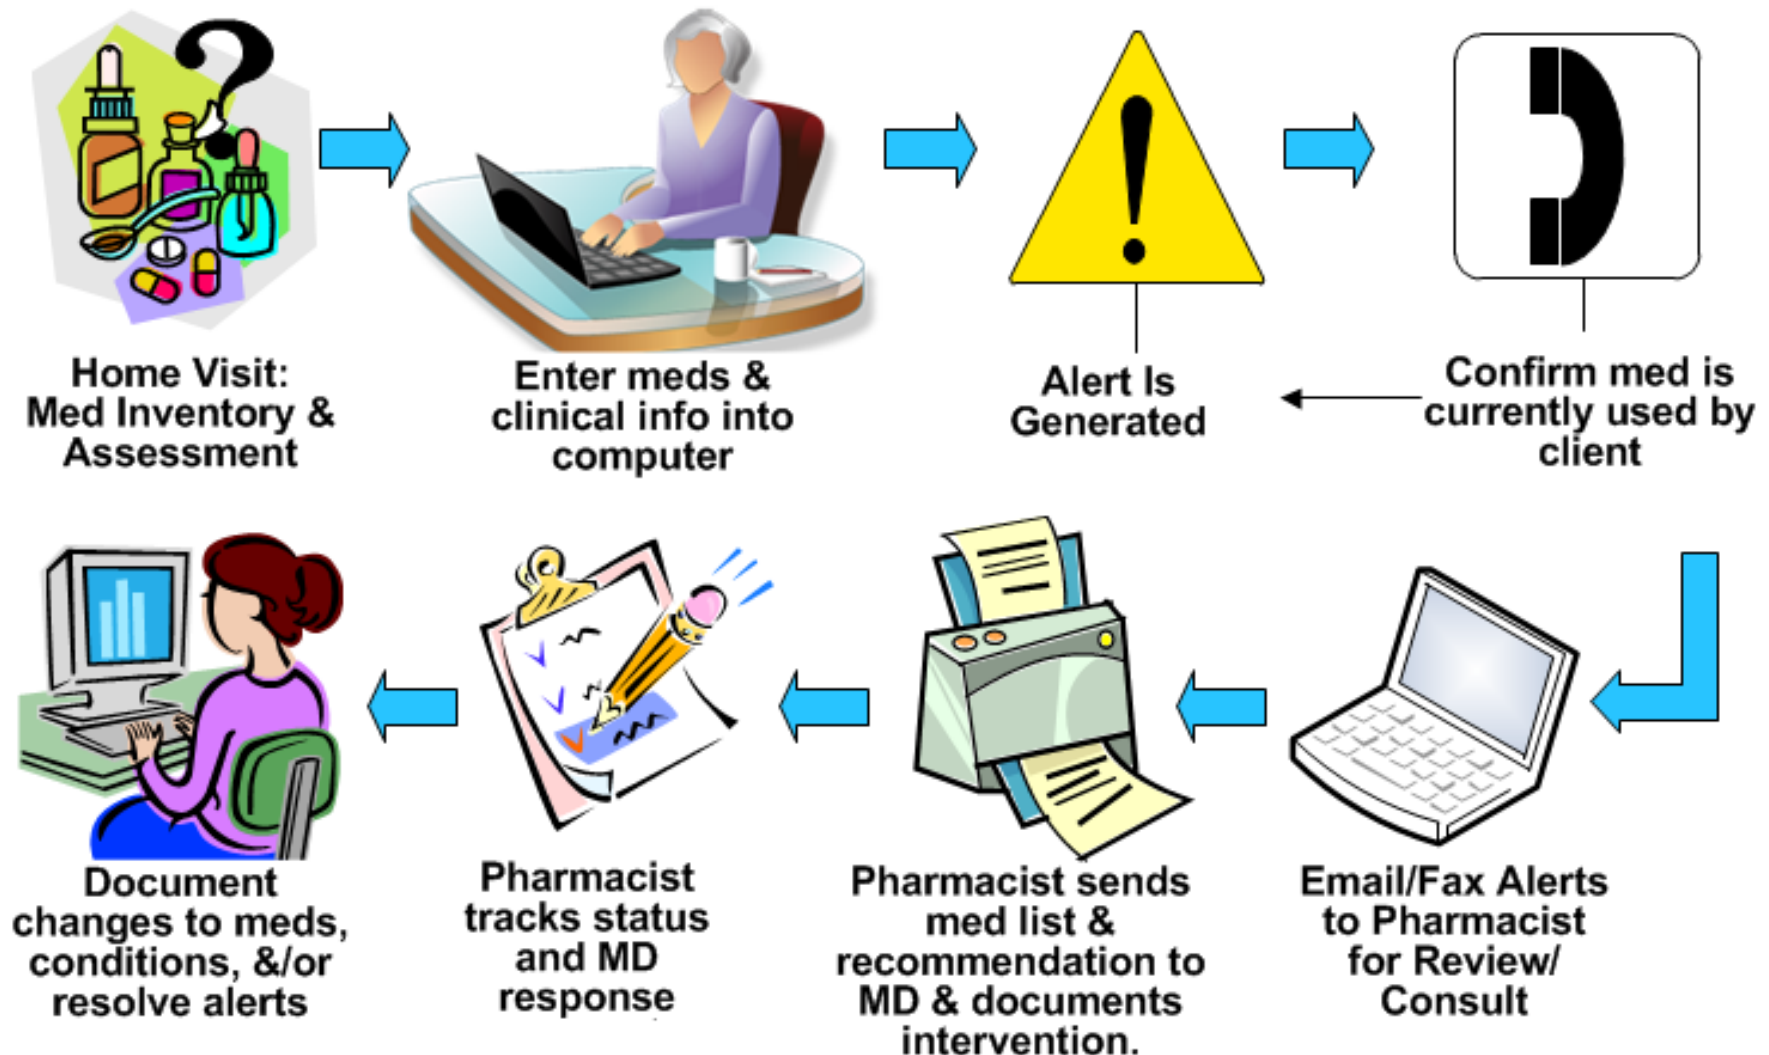 Home Visit:
Med Inventory &
Assessment
Enter meds &
clinical info into
computer
Alert Is
Generated
Confirm med is
currently used by
client
Document
changes to meds,
conditions, &/or
resolve alerts
Pharmacist
tracks status
and MD
response
Pharmacist sends
med list &
recommendation to
MD & documents
intervention.
Email/Fax Alerts
to Pharmacist
for Review/
Consult